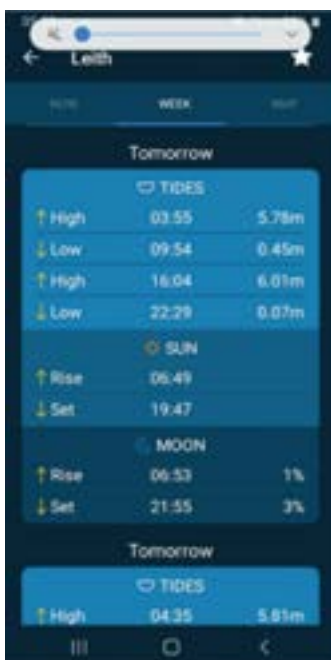 Leith
NOW WEEK MAP
Tomorrow
TIDES
↑ High 03:55 5.78m
↓ Low 09:54 0.45m
↑ High 16:04 6.01m
↓ Low 22:29 0.07m
SUN
↑ Rise 06:49
↓ Set 19:47
MOON
↑ Rise 06:53 1%
↓ Set 21:55 3%
Tomorrow
TIDES
↑ High 04:35 5.81m